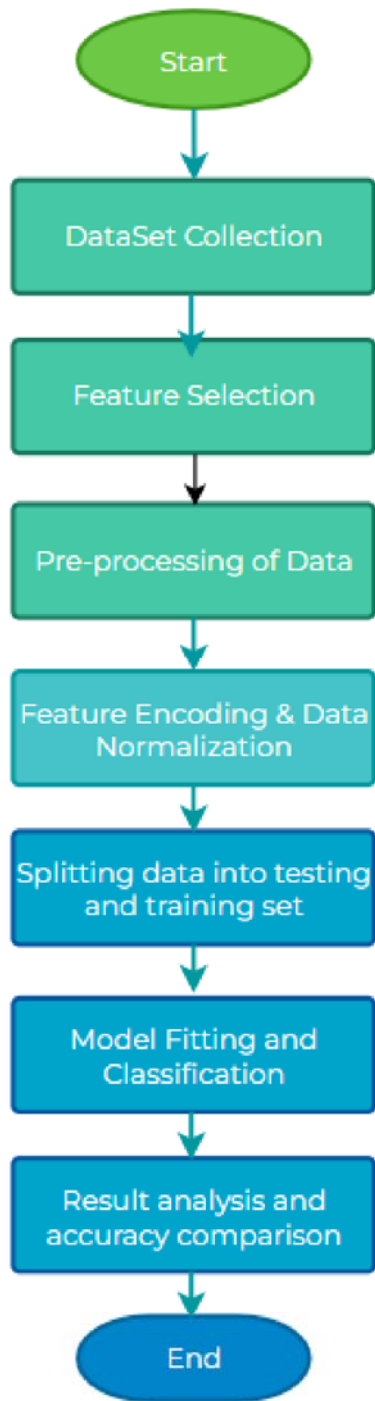 Start
DataSet Collection
Feature Selection
Pre-processing of Data
Feature Encoding & Data
Normalization
Splitting data into testing
and training set
Model Fitting and
Classification
Result analysis and
accuracy comparison
End